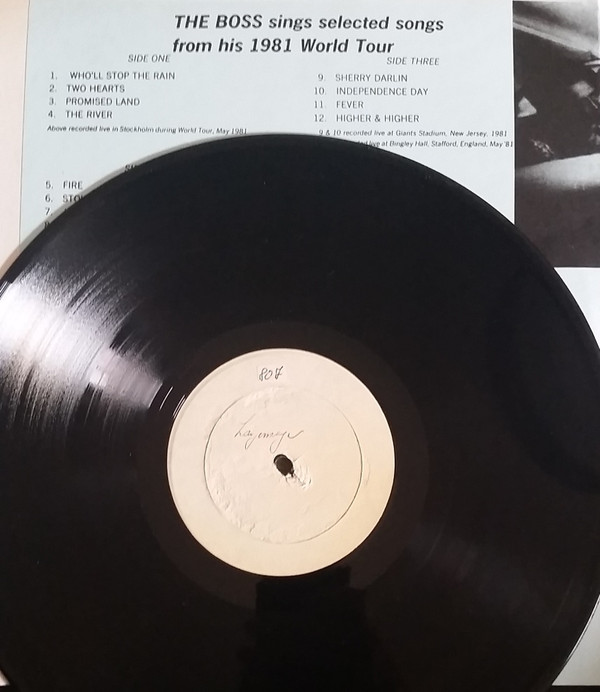 THE BOSS sings selected songs
from his 1981 World Tour
SIDE ONE
1. WHO'LL STOP THE RAIN
2. TWO HEARTS
3. PROMISED LAND
4. THE RIVER
Above recorded live in Stockholm during World Tour, May 1981
5. FIRE
6.
7.
SIDE THREE
9. SHERRY DARLIN
10. INDEPENDENCE DAY
11. FEVER
12. HIGHER & HIGHER
9 & 10 recorded live at Giants Stadium, New Jersey, 1981
live at Bingley Hall, Stafford, England, May '81
807